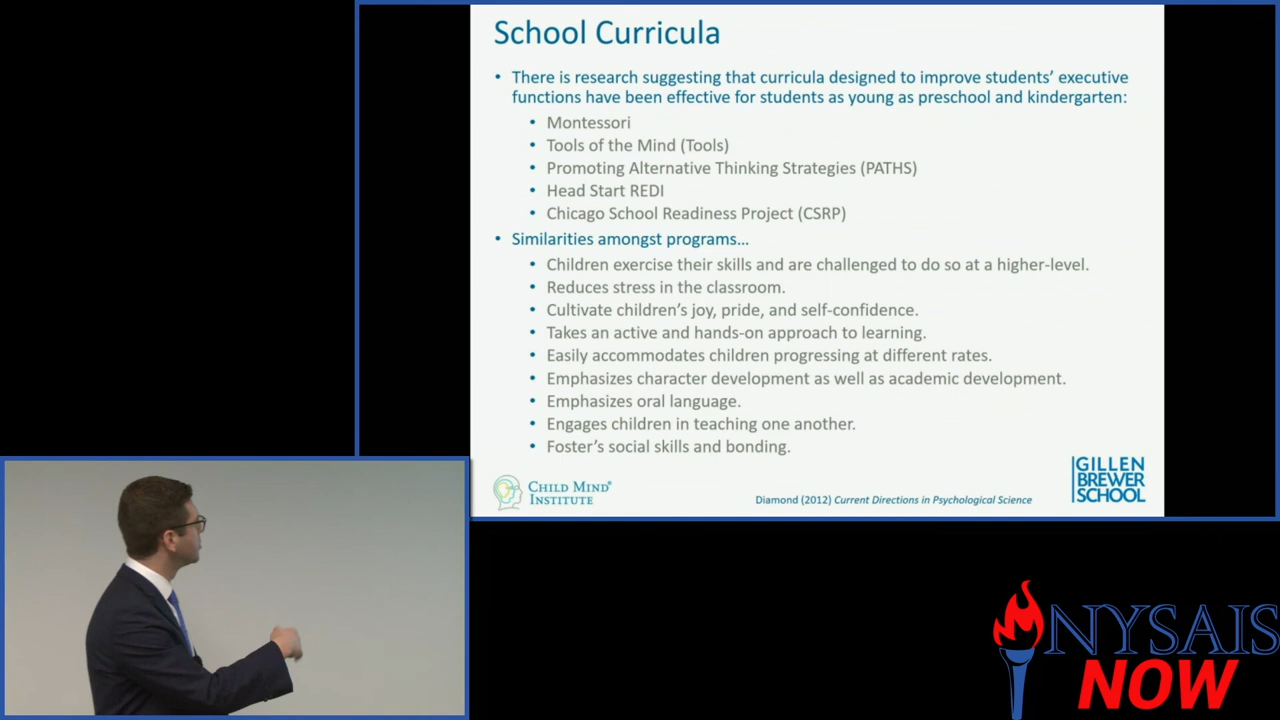 School Curricula
• There is research suggesting that curricula designed to improve students’ executive
functions have been effective for students as young as preschool and kindergarten:
• Montessori
• Tools of the Mind (Tools)
• Promoting Alternative Thinking Strategies (PATHS)
• Head Start REDI
• Chicago School Readiness Project (CSRP)
• Similarities amongst programs...
• Children exercise their skills and are challenged to do so at a higher-level.
• Reduces stress in the classroom.
• Cultivate children’s joy, pride, and self-confidence.
• Takes an active and hands-on approach to learning.
• Easily accommodates children progressing at different rates.
• Emphasizes character development as well as academic development.
• Emphasizes oral language.
• Engages children in teaching one another.
• Foster’s social skills and bonding.
CHILD MIND®
INSTITUTE
Diamond (2012) Current Directions in Psychological Science
GILLEN
BREWER
SCHOOL
NYSAIS
NOW